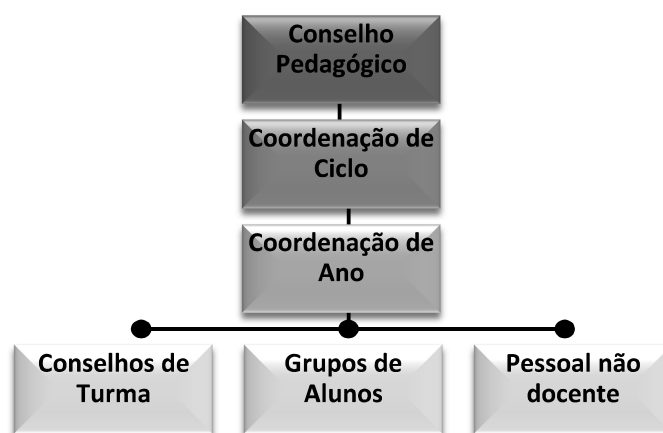 Conselho
Pedagógico
Coordenação de
Ciclo
Coordenação de
Ano
Conselhos de
Turma
Grupos de
Alunos
Pessoal não
docente